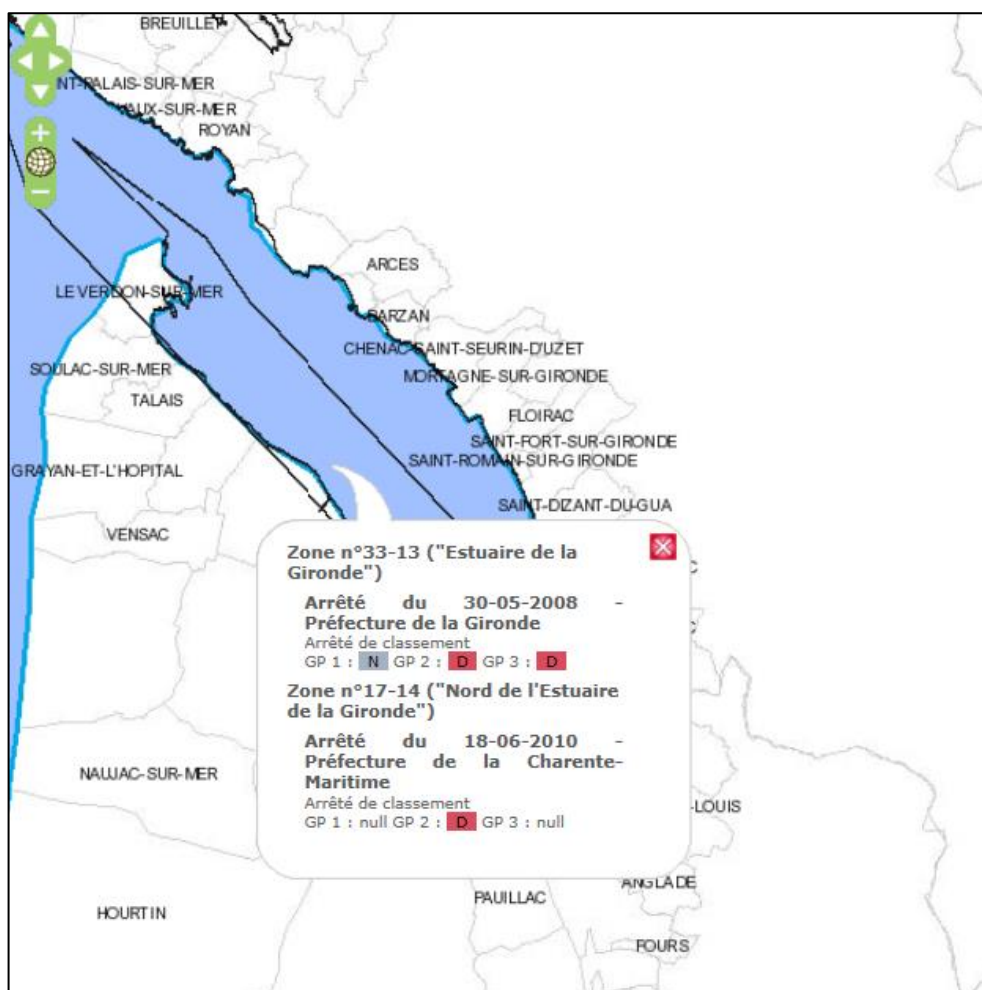 BREUILLET
NT-PALAIS-SUR-MER
VAUX-SUR-MER
ROYAN
ARCES
LE VERDON-SUR-MER
BARZAN
CHENAC-SAINT-SEURIN-D'UZET
SOULAC-SUR-MER
MORTAGNE-SUR-GIRONDE
TALAIS
FLOIRAC
SAINT-FORT-SUR-GIRONDE
GRAYAN-ET-L'HOPITAL
SAINT-ROMAIN-SUR-GIRONDE
SAINT-DIZANT-DU-GUA
VENSAC
Zone n°33-13 ("Estuaire de la
Gironde")
Arrêté du 30-05-2008 -
Préfecture de la Gironde
Arrêté de classement
GP 1 : N GP 2 : D GP 3 : D
Zone n°17-14 ("Nord de l'Estuaire
de la Gironde")
Arrêté du 18-06-2010 -
Préfecture de la Charente-
Maritime
Arrêté de classement
GP 1 : null GP 2 : D GP 3 : null
NAUJAC-SUR-MER
-LOUIS
ANGLADE
PAUILLAC
HOURTIN
FOURS